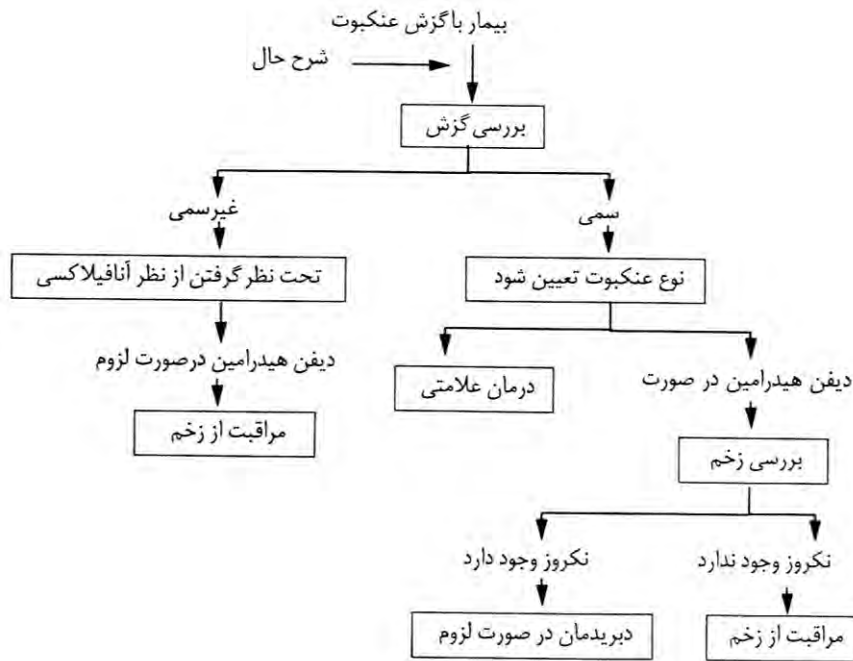 بیمار با گزش عنکبوت
شرح حال
بررسی گزش
سمی
غیرسمی
نوع عنکبوت تعیین شود
تحت نظر گرفتن از نظر آنافیلاکسی
دیفن هیدرامین در صورت
درمان علامتی
دیفن هیدرامین درصورت لزوم
بررسی زخم
مراقبت از زخم
نکروز وجود ندارد
نکروز وجود دارد
مراقبت از زخم
دبریدمان در صورت لزوم